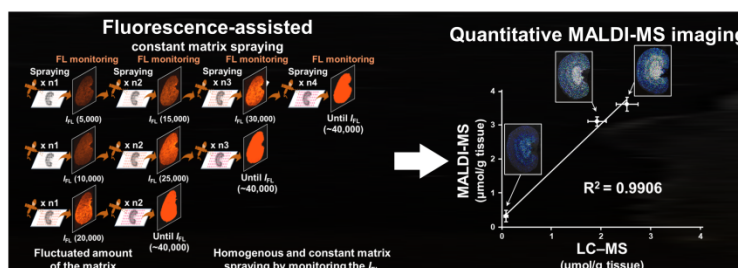 Fluorescence-assisted
constant matrix spraying
FL monitoring FL monitoring FL monitoring FL monitoring
Spraying Spraying Spraying Spraying
x n1 x n2 x n3 x n4
IFL (5,000) IFL (15,000) IFL (30,000) Until IFL
(~40,000)
x n1 x n2 x n3
IFL (10,000) IFL (25,000) Until IFL
(~40,000)
x n1 x n2
IFL (20,000) Until IFL
(~40,000)
Fluctuated amount
of the matrix
Homogenous and constant matrix
spraying by monitoring the IFL
Quantitative MALDI-MS imaging
MALDI-MS
(μmol/g tissue)
4
3
2
1
0
0 1 2 3 4
R² = 0.9906
LC–MS
(μmol/g tissue)